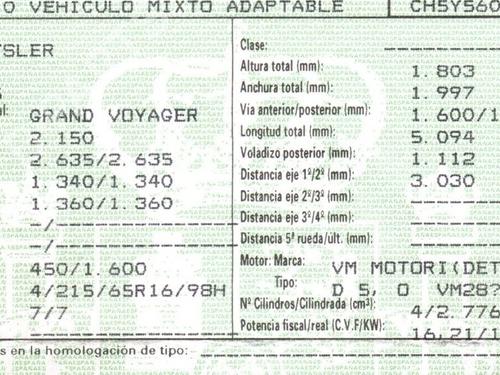 O VEHICULO MIXTO ADAPTABLE CH5Y560
SLER Clase:
Altura total (mm): 1.803
Anchura total (mm): 1.997
GRAND VOYAGER Vía anterior/posterior (mm): 1.600/1
2.150 Longitud total (mm): 5.094
2.635/2.635 Voladizo posterior (mm): 1.112
1.340/1.340 Distancia eje 1º/2º (mm): 3.030
1.360/1.360 Distancia eje 2º/3º (mm):
-/- Distancia eje 3º/4º (mm):
-/- Distancia 5ª rueda/últ. (mm):
Motor: Marca: VM MOTORI(DET
450/1.600 Tipo:
4/215/65R16/98H D 5, O VM28?
7/7 Nº Cilindros/Cilindrada (cm³): 4/2.776
Potencia fiscal/real (C.V.F/KW): 16,21/1
s en la homologación de tipo: